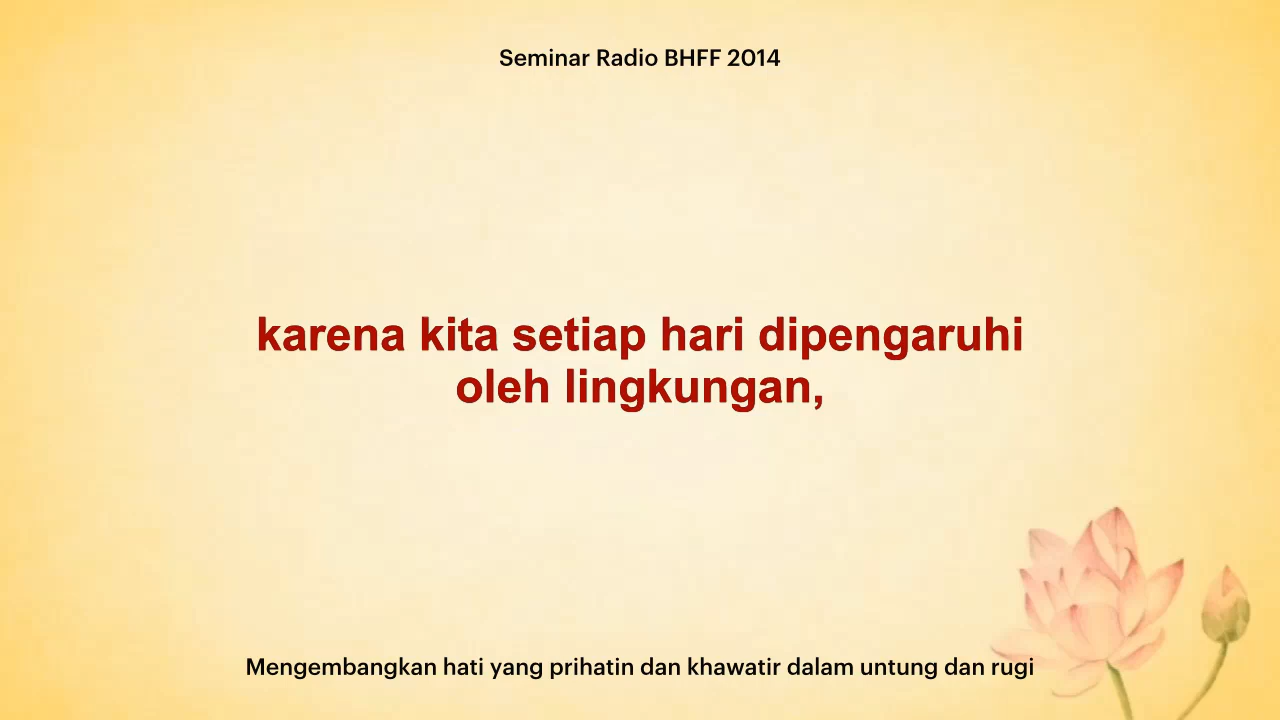 Seminar Radio BHFF 2014
karena kita setiap hari dipengaruhi
oleh lingkungan,
Mengembangkan hati yang prihatin dan khawatir dalam untung dan rugi